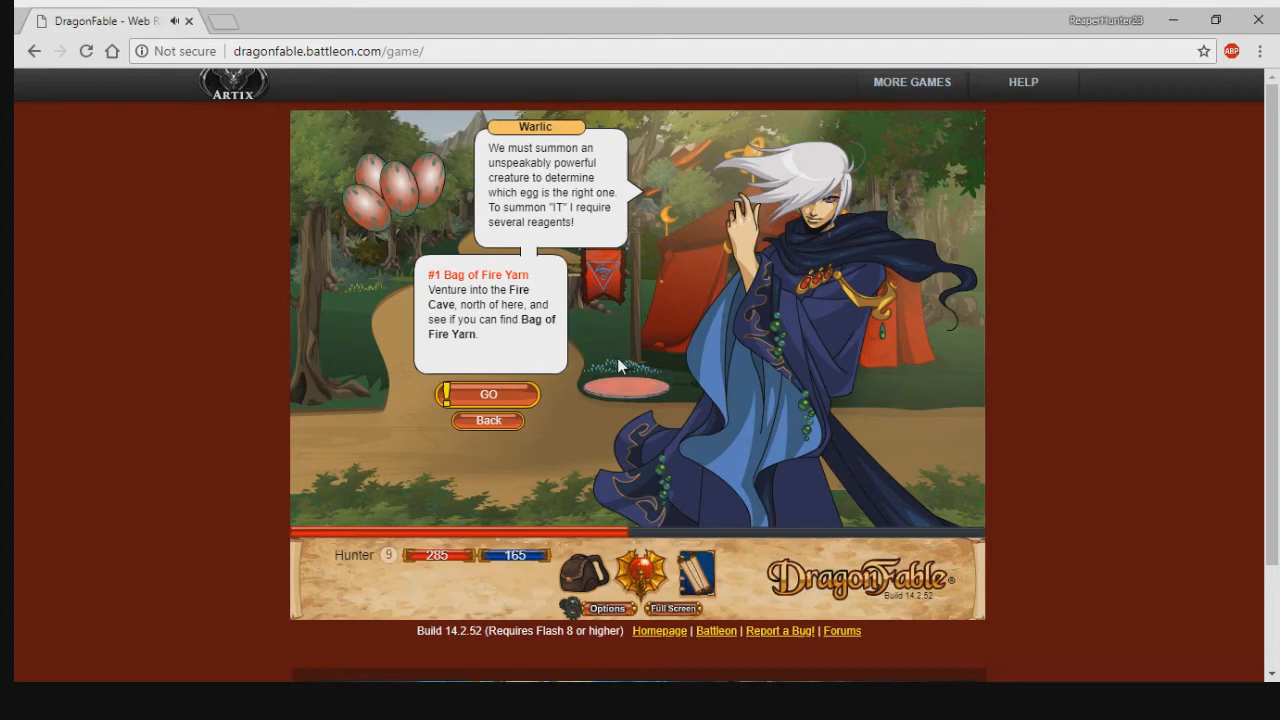 DragonFable - Web R
ReaperHunter23
Not secure
dragonfable.battleon.com/game/
ABP
ARTIX
MORE GAMES
HELP
Warlic
We must summon an
unspeakably powerful
creature to determine
which egg is the right one.
To summon "IT" I require
several reagents!
#1 Bag of Fire Yarn
Venture into the Fire
Cave, north of here, and
see if you can find Bag of
Fire Yarn.
! GO
Back
Hunter 9 285 165
DragonFable®
Build 14.2.52
Options
Full Screen
Build 14.2.52 (Requires Flash 8 or higher) Homepage | Battleon | Report a Bug! | Forums